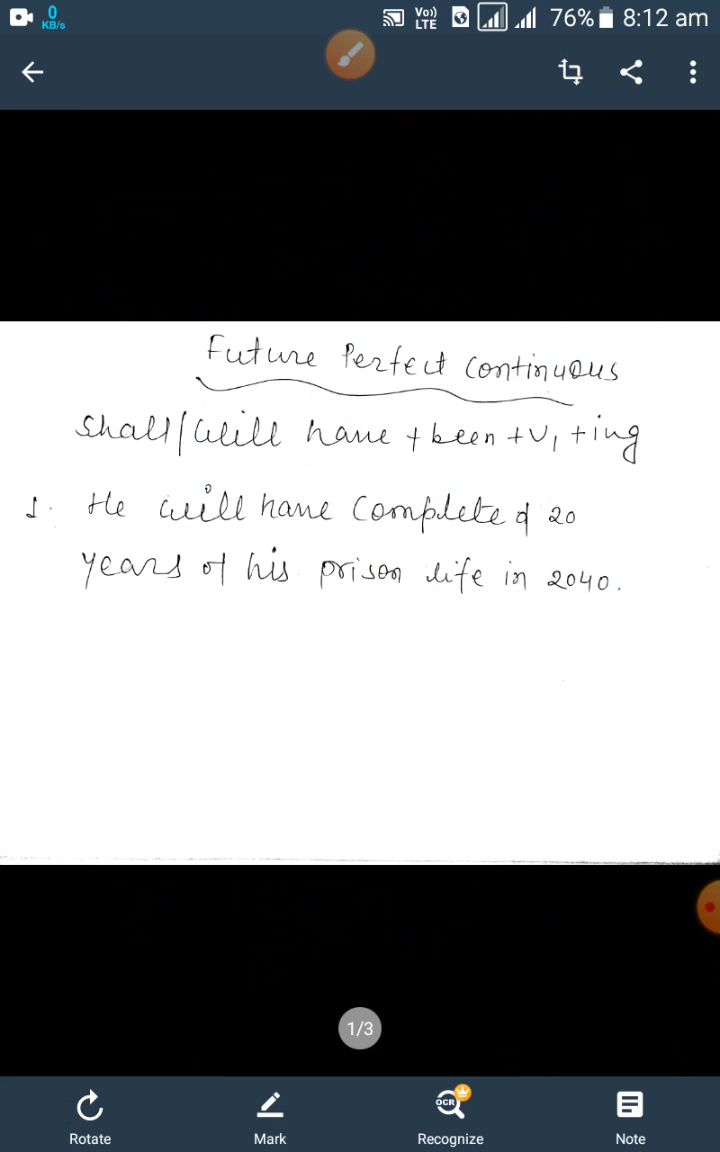 0
KB/s
Vo))
LTE
76%
8:12 am
Future Perfect Continuous
Shall/Will have + been + V1 + ing
1. He will have Completed 20
years of his prison life in 2040.
1/3
OCR
Rotate
Mark
Recognize
Note